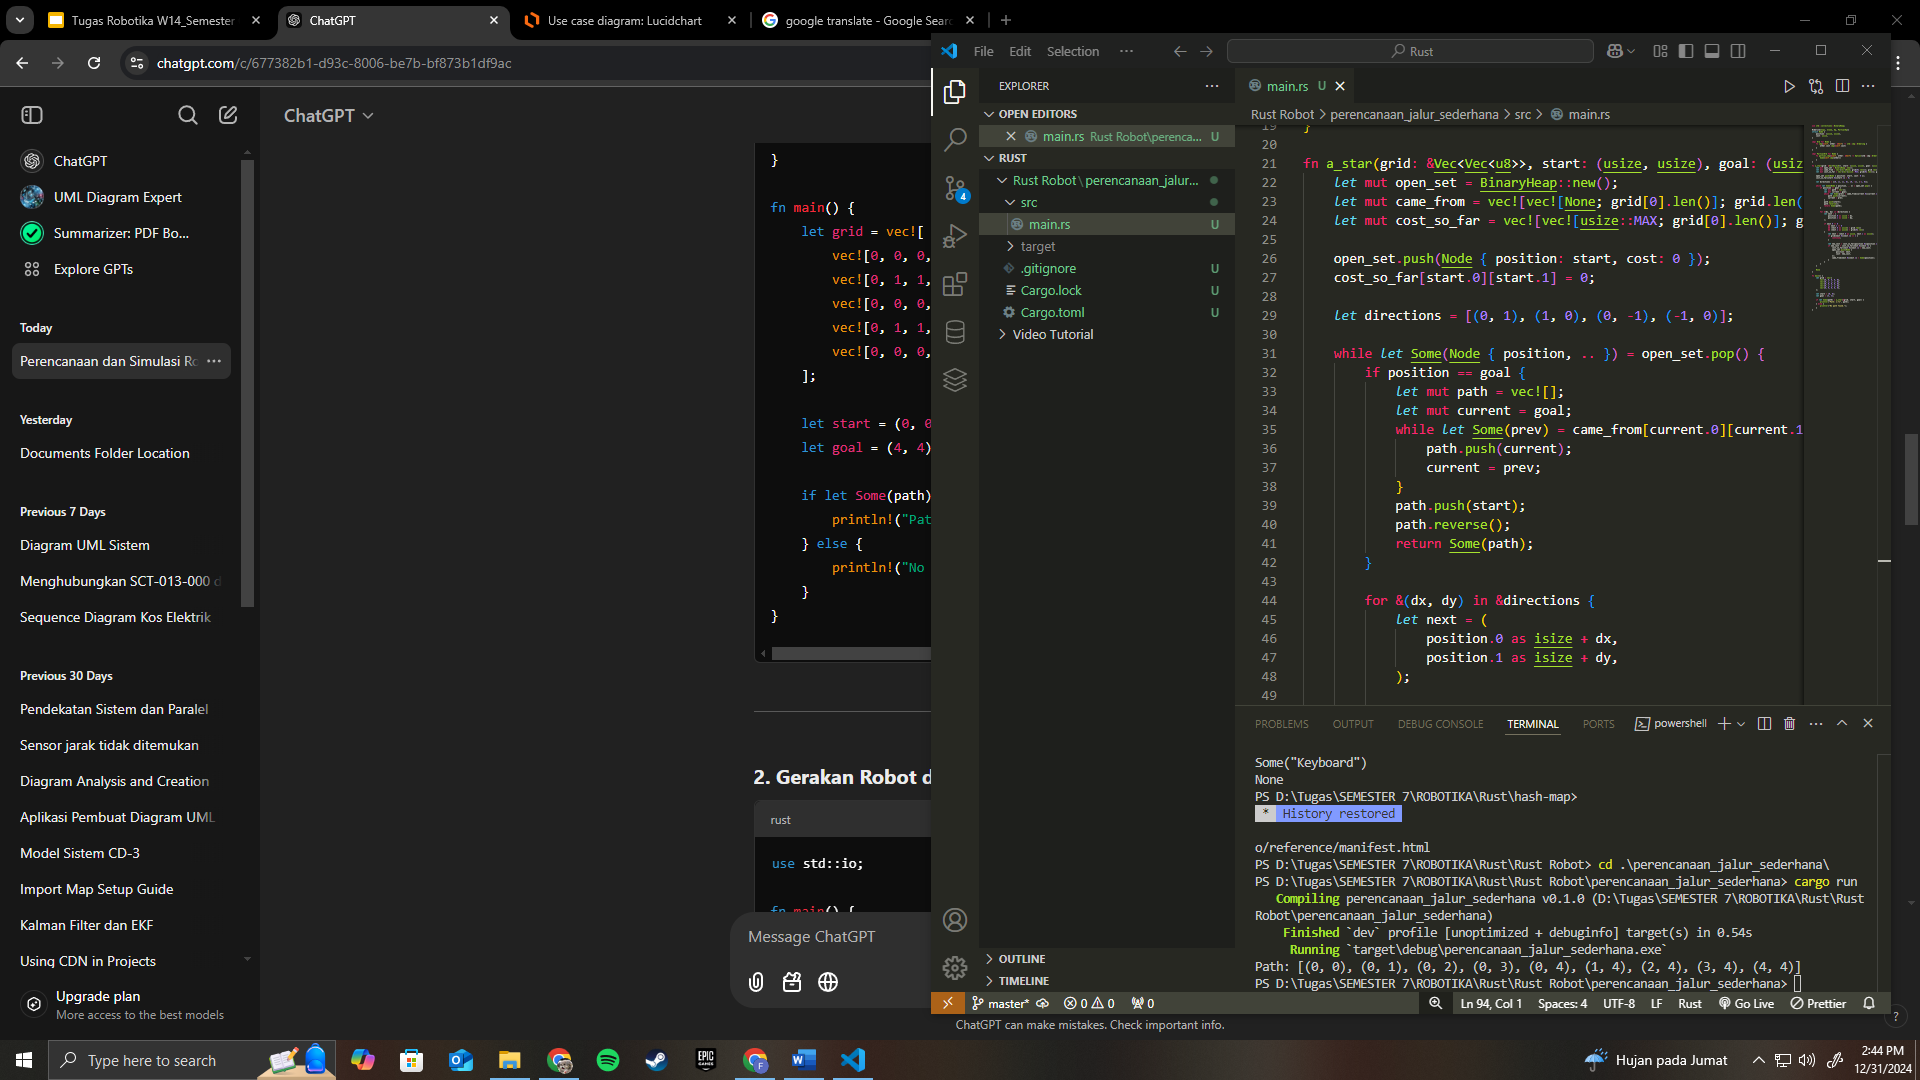 Tugas Robotika W14_Semester
ChatGPT
Use case diagram: Lucidchart
google translate - Google Sear
chatgpt.com/c/677382b1-d93c-8006-be7b-bf873b1df9ac
ChatGPT
UML Diagram Expert
Summarizer: PDF Bo...
Explore GPTs
Today
Perencanaan dan Simulasi Ro
Yesterday
Documents Folder Location
Previous 7 Days
Diagram UML Sistem
Menghubungkan SCT-013-000 d
Sequence Diagram Kos Elektrik
Previous 30 Days
Pendekatan Sistem dan Paralel
Sensor jarak tidak ditemukan
Diagram Analysis and Creation
Aplikasi Pembuat Diagram UML
Model Sistem CD-3
Import Map Setup Guide
Kalman Filter dan EKF
Using CDN in Projects
Upgrade plan
More access to the best models
ChatGPT
}
fn main() {
let grid = vec![
vec![0, 0, 0,
vec![0, 1, 1,
vec![0, 0, 0,
vec![0, 1, 1,
vec![0, 0, 0,
];
let start = (0, 0
let goal = (4, 4)
if let Some(path)
println!("Pat
} else {
println!("No
}
}
2. Gerakan Robot d
rust
use std::io;
fn main() {
Message ChatGPT
ChatGPT can make mistakes. Check important info.
?
File Edit Selection ···
Rust
EXPLORER
OPEN EDITORS
main.rs Rust Robot\perenca... U
RUST
Rust Robot\perencanaan_jalur...
src
main.rs U
target
.gitignore U
Cargo.lock U
Cargo.toml U
Video Tutorial
4
OUTLINE
TIMELINE
main.rs U
Rust Robot > perencanaan_jalur_sederhana > src > main.rs
19 }
20
21 fn a_star(grid: &Vec<Vec<u8>>, start: (usize, usize), goal: (usiz
22 let mut open_set = BinaryHeap::new();
23 let mut came_from = vec![vec![None; grid[0].len()]; grid.len(
24 let mut cost_so_far = vec![vec![usize::MAX; grid[0].len()]; g
25
26 open_set.push(Node { position: start, cost: 0 });
27 cost_so_far[start.0][start.1] = 0;
28
29 let directions = [(0, 1), (1, 0), (0, -1), (-1, 0)];
30
31 while let Some(Node { position, .. }) = open_set.pop() {
32 if position == goal {
33 let mut path = vec![];
34 let mut current = goal;
35 while let Some(prev) = came_from[current.0][current.1
36 path.push(current);
37 current = prev;
38 }
39 path.push(start);
40 path.reverse();
41 return Some(path);
42 }
43
44 for &(dx, dy) in &directions {
45 let next = (
46 position.0 as isize + dx,
47 position.1 as isize + dy,
48 );
49
PROBLEMS OUTPUT DEBUG CONSOLE TERMINAL PORTS powershell
Some("Keyboard")
None
PS D:\Tugas\SEMESTER 7\ROBOTIKA\Rust\hash-map>
* History restored
o/reference/manifest.html
PS D:\Tugas\SEMESTER 7\ROBOTIKA\Rust\Rust Robot> cd .\perencanaan_jalur_sederhana\
PS D:\Tugas\SEMESTER 7\ROBOTIKA\Rust\Rust Robot\perencanaan_jalur_sederhana> cargo run
Compiling perencanaan_jalur_sederhana v0.1.0 (D:\Tugas\SEMESTER 7\ROBOTIKA\Rust\Rust
Robot\perencanaan_jalur_sederhana)
Finished `dev` profile [unoptimized + debuginfo] target(s) in 0.54s
Running `target\debug\perencanaan_jalur_sederhana.exe`
Path: [(0, 0), (0, 1), (0, 2), (0, 3), (0, 4), (1, 4), (2, 4), (3, 4), (4, 4)]
PS D:\Tugas\SEMESTER 7\ROBOTIKA\Rust\Rust Robot\perencanaan_jalur_sederhana>
master* 0 0 0 Ln 94, Col 1 Spaces: 4 UTF-8 LF Rust Go Live Prettier
Type here to search
EPIC GAMES
Hujan pada Jumat
2:44 PM
12/31/2024